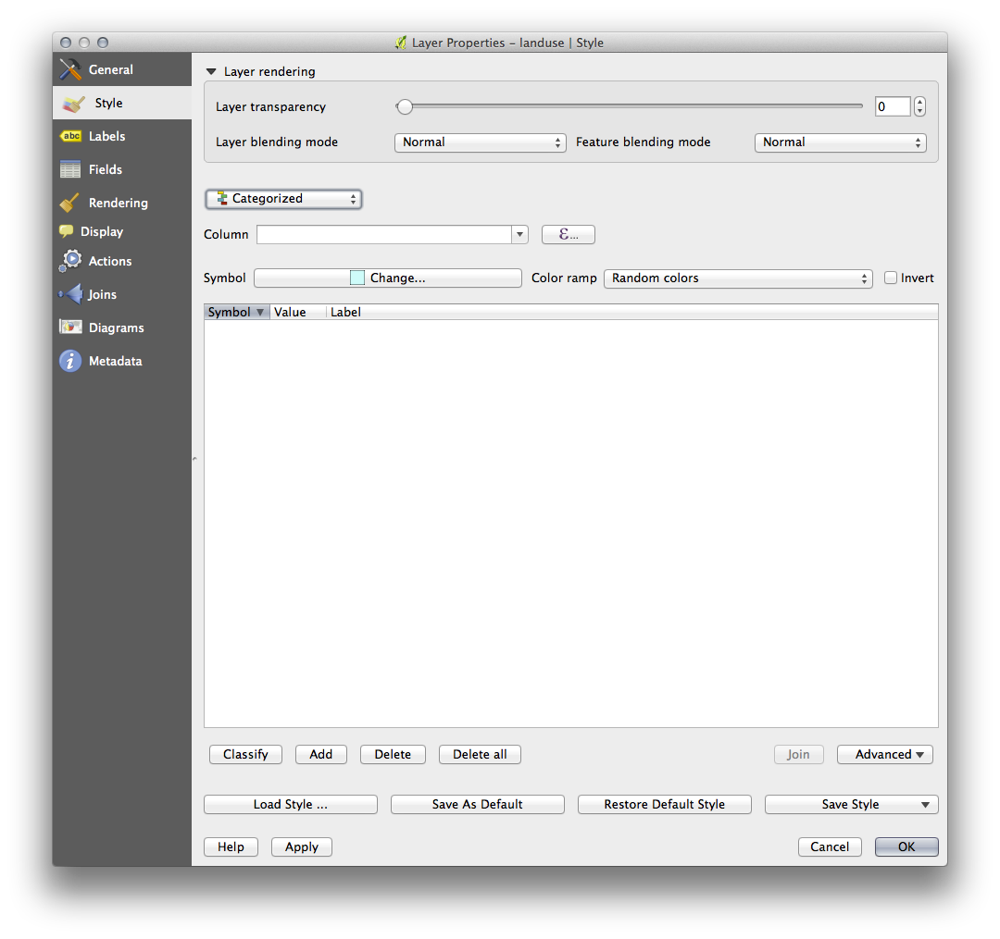 Layer Properties - landuse | Style
General
Style
abc Labels
Fields
Rendering
Display
Actions
Joins
Diagrams
i Metadata
Layer rendering
Layer transparency 0
Layer blending mode Normal Feature blending mode Normal
Categorized
Column ε...
Symbol Change... Color ramp Random colors Invert
Symbol Value Label
Classify Add Delete Delete all Join Advanced
Load Style ... Save As Default Restore Default Style Save Style
Help Apply Cancel OK